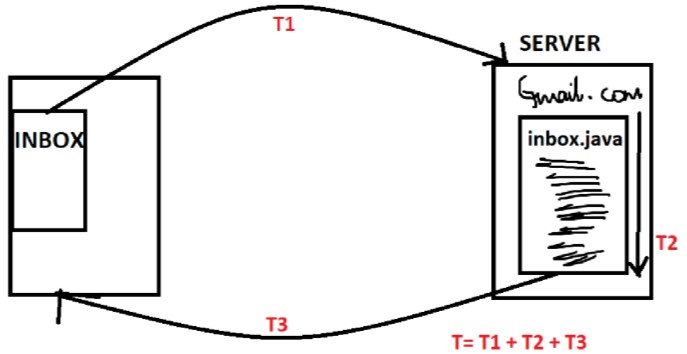 T1
SERVER
Gmail.com
INBOX
inbox.java
T2
T3
T= T1 + T2 + T3